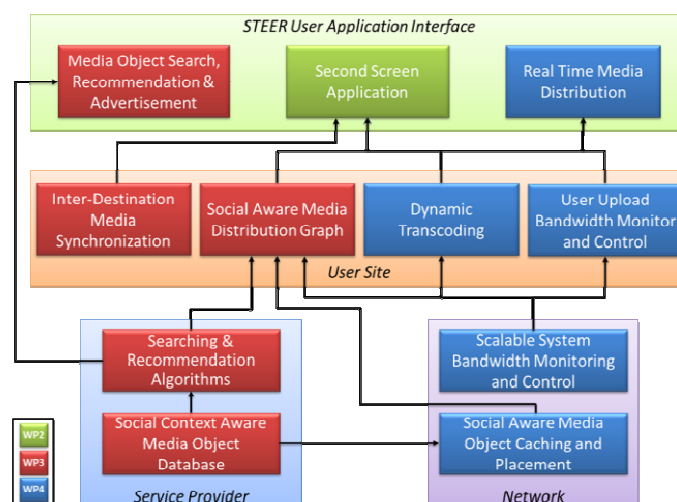 STEER User Application Interface
Media Object Search,
Recommendation &
Advertisement
Second Screen
Application
Real Time Media
Distribution
Inter-Destination
Media
Synchronization
Social Aware Media
Distribution Graph
Dynamic
Transcoding
User Upload
Bandwidth Monitor
and Control
User Site
Searching &
Recommendation
Algorithms
Scalable System
Bandwidth Monitoring
and Control
Social Context Aware
Media Object
Database
Social Aware Media
Object Caching and
Placement
WP2
WP3
WP4
Service Provider
Network